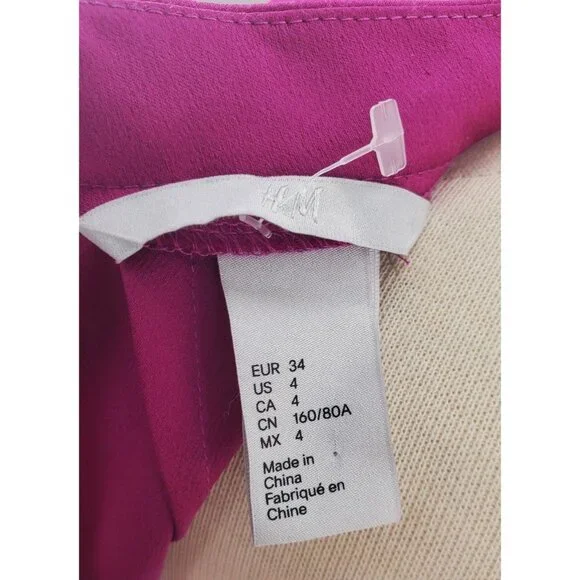 H&M
EUR 34
US 4
CA 4
CN 160/80A
MX 4
Made in
China
Fabriqué en
Chine